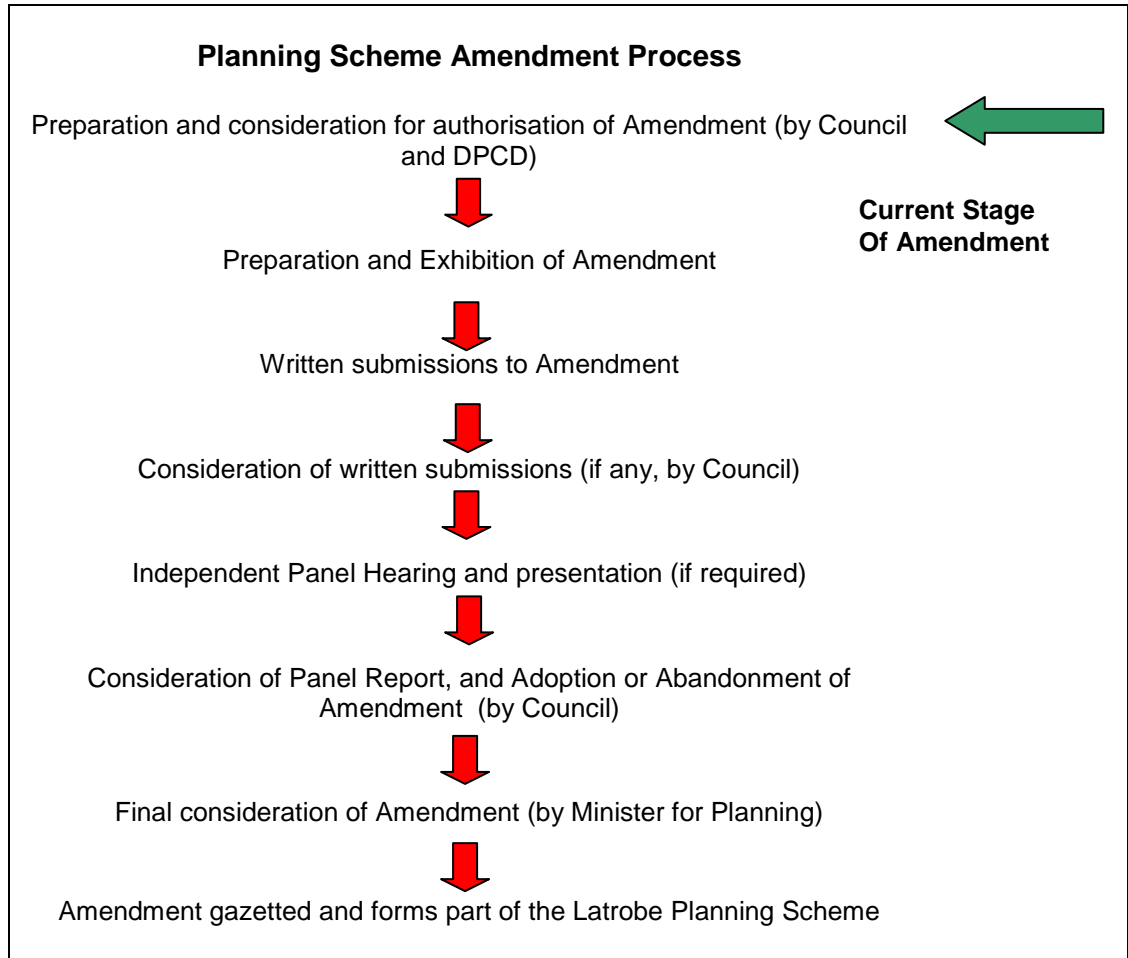 Planning Scheme Amendment Process
Preparation and consideration for authorisation of Amendment (by Council
and DPCD)
Current Stage
Of Amendment
Preparation and Exhibition of Amendment
Written submissions to Amendment
Consideration of written submissions (if any, by Council)
Independent Panel Hearing and presentation (if required)
Consideration of Panel Report, and Adoption or Abandonment of
Amendment (by Council)
Final consideration of Amendment (by Minister for Planning)
Amendment gazetted and forms part of the Latrobe Planning Scheme